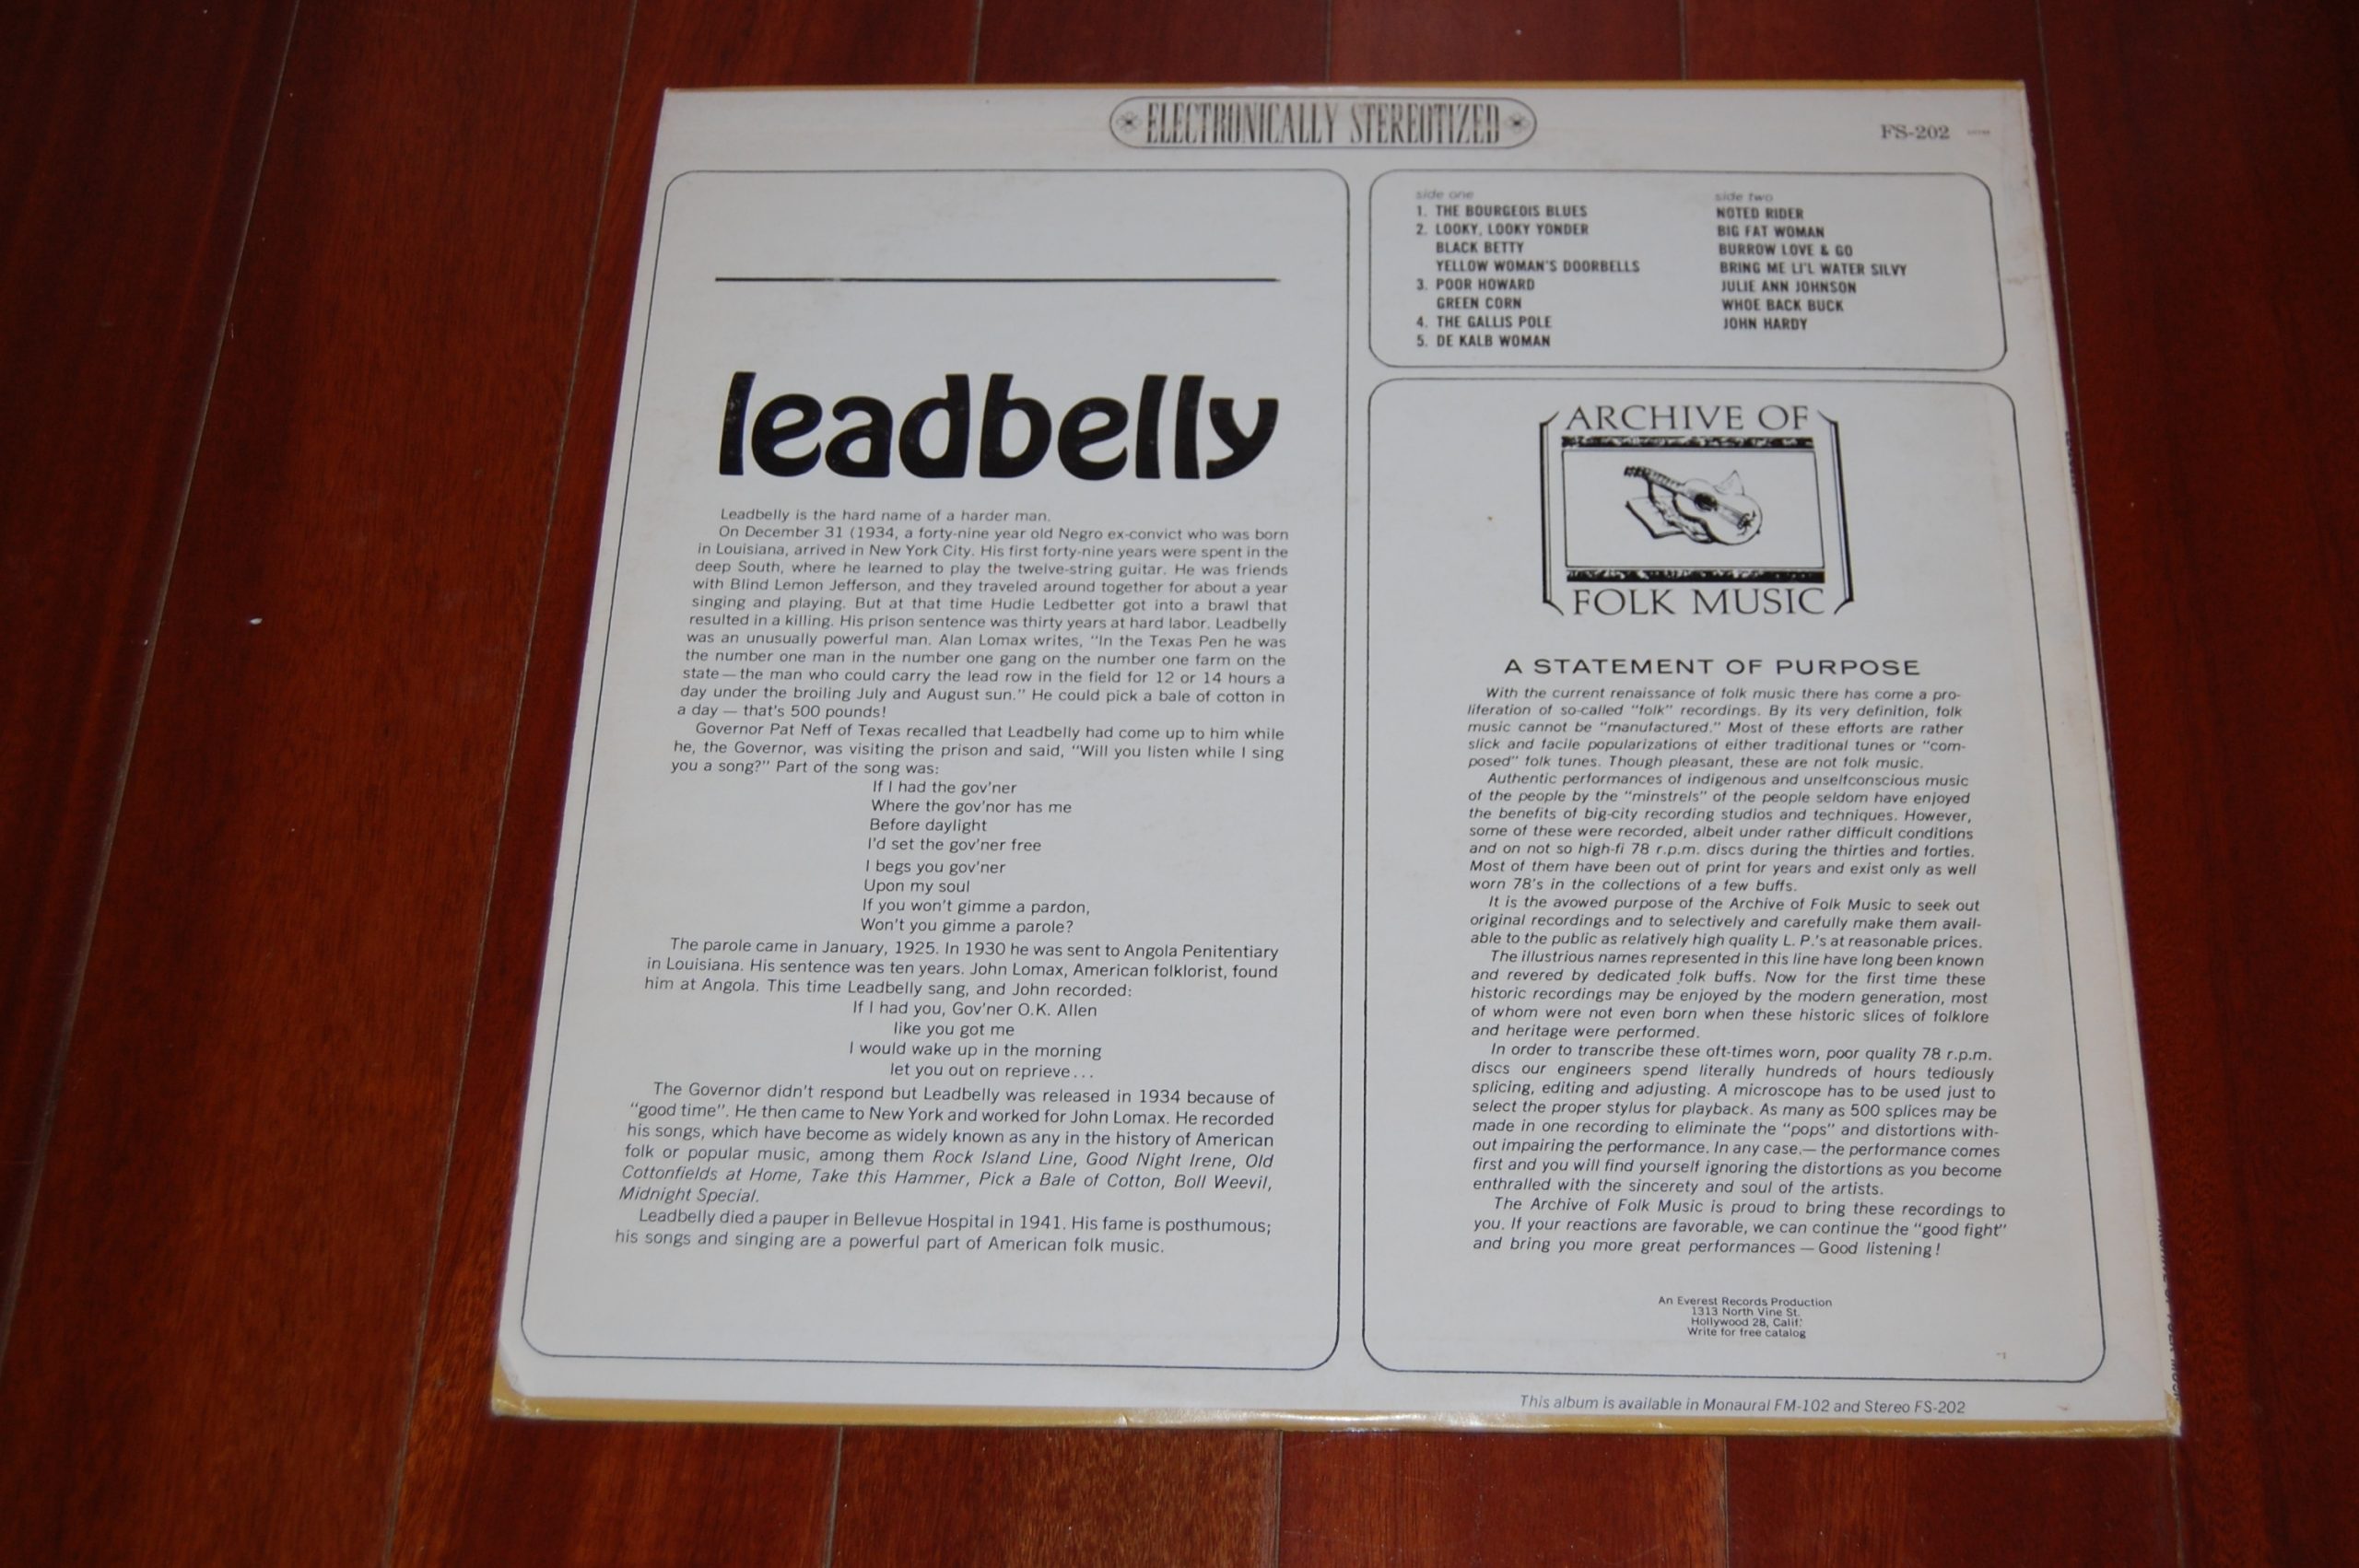 ELECTRONICALLY STEREOTIZED
FS-202
leadbelly
Leadbelly is the hard name of a harder man.
On December 31 (1934, a forty-nine year old Negro ex-convict who was born
in Louisiana, arrived in New York City. His first forty-nine years were spent in the
deep South, where he learned to play the twelve-string guitar. He was friends
with Blind Lemon Jefferson, and they traveled around together for about a year
singing and playing. But at that time Hudie Ledbetter got into a brawl that
resulted in a killing. His prison sentence was thirty years at hard labor. Leadbelly
was an unusually powerful man. Alan Lomax writes, "In the Texas Pen he was
the number one man in the number one gang on the number one farm on the
state—the man who could carry the lead row in the field for 12 or 14 hours a
day under the broiling July and August sun." He could pick a bale of cotton in
a day — that's 500 pounds!
Governor Pat Neff of Texas recalled that Leadbelly had come up to him while
he, the Governor, was visiting the prison and said, "Will you listen while I sing
you a song?" Part of the song was:
If I had the gov'ner
Where the gov'nor has me
Before daylight
I'd set the gov'ner free
I begs you gov'ner
Upon my soul
If you won't gimme a pardon,
Won't you gimme a parole?
The parole came in January, 1925. In 1930 he was sent to Angola Penitentiary
in Louisiana. His sentence was ten years. John Lomax, American folklorist, found
him at Angola. This time Leadbelly sang, and John recorded:
If I had you, Gov'ner O.K. Allen
like you got me
I would wake up in the morning
let you out on reprieve...
The Governor didn't respond but Leadbelly was released in 1934 because of
"good time". He then came to New York and worked for John Lomax. He recorded
his songs, which have become as widely known as any in the history of American
folk or popular music, among them Rock Island Line, Good Night Irene, Old
Cottonfields at Home, Take this Hammer, Pick a Bale of Cotton, Boll Weevil,
Midnight Special.
Leadbelly died a pauper in Bellevue Hospital in 1941. His fame is posthumous;
his songs and singing are a powerful part of American folk music.
side one
1. THE BOURGEOIS BLUES
2. LOOKY, LOOKY YONDER
BLACK BETTY
YELLOW WOMAN'S DOORBELLS
3. POOR HOWARD
GREEN CORN
4. THE GALLIS POLE
5. DE KALB WOMAN
side two
NOTED RIDER
BIG FAT WOMAN
BURROW LOVE & GO
BRING ME LI'L WATER SILVY
JULIE ANN JOHNSON
WHOE BACK BUCK
JOHN HARDY
ARCHIVE OF
FOLK MUSIC
A STATEMENT OF PURPOSE
With the current renaissance of folk music there has come a pro-
liferation of so-called "folk" recordings. By its very definition, folk
music cannot be "manufactured." Most of these efforts are rather
slick and facile popularizations of either traditional tunes or "com-
posed" folk tunes. Though pleasant, these are not folk music.
Authentic performances of indigenous and unselfconscious music
of the people by the "minstrels" of the people seldom have enjoyed
the benefits of big-city recording studios and techniques. However,
some of these were recorded, albeit under rather difficult conditions
and on not so high-fi 78 r.p.m. discs during the thirties and forties.
Most of them have been out of print for years and exist only as well
worn 78's in the collections of a few buffs.
It is the avowed purpose of the Archive of Folk Music to seek out
original recordings and to selectively and carefully make them avail-
able to the public as relatively high quality L. P.'s at reasonable prices.
The illustrious names represented in this line have long been known
and revered by dedicated folk buffs. Now for the first time these
historic recordings may be enjoyed by the modern generation, most
of whom were not even born when these historic slices of folklore
and heritage were performed.
In order to transcribe these oft-times worn, poor quality 78 r.p.m.
discs our engineers spend literally hundreds of hours tediously
splicing, editing and adjusting. A microscope has to be used just to
select the proper stylus for playback. As many as 500 splices may be
made in one recording to eliminate the "pops" and distortions with-
out impairing the performance. In any case,— the performance comes
first and you will find yourself ignoring the distortions as you become
enthralled with the sincerety and soul of the artists.
The Archive of Folk Music is proud to bring these recordings to
you. If your reactions are favorable, we can continue the "good fight"
and bring you more great performances — Good listening!
An Everest Records Production
1313 North Vine St.
Hollywood 28, Calif.
Write for free catalog
This album is available in Monaural FM-102 and Stereo FS-202